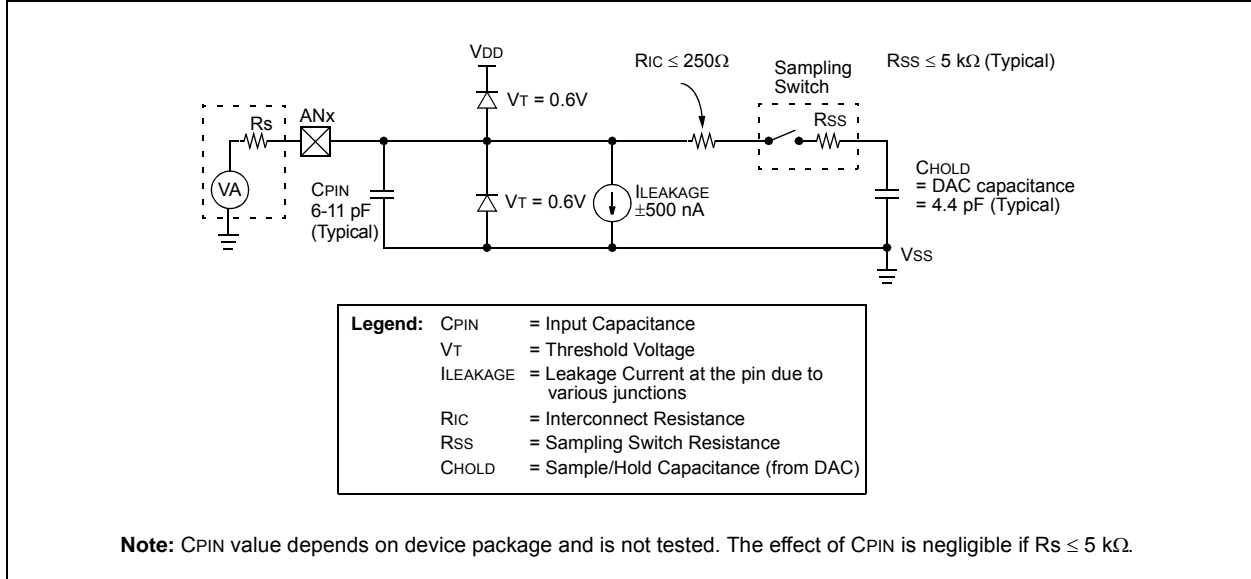 VDD
RIC ≤ 250Ω
Sampling
Switch
RSS ≤ 5 kΩ (Typical)
VT = 0.6V
Rs
ANx
RSS
VA
CPIN
6-11 pF
(Typical)
VT = 0.6V
ILEAKAGE
±500 nA
CHOLD
= DAC capacitance
= 4.4 pF (Typical)
VSS
Legend: CPIN = Input Capacitance
VT = Threshold Voltage
ILEAKAGE = Leakage Current at the pin due to
various junctions
RIC = Interconnect Resistance
RSS = Sampling Switch Resistance
CHOLD = Sample/Hold Capacitance (from DAC)
Note: CPIN value depends on device package and is not tested. The effect of CPIN is negligible if Rs ≤ 5 kΩ.